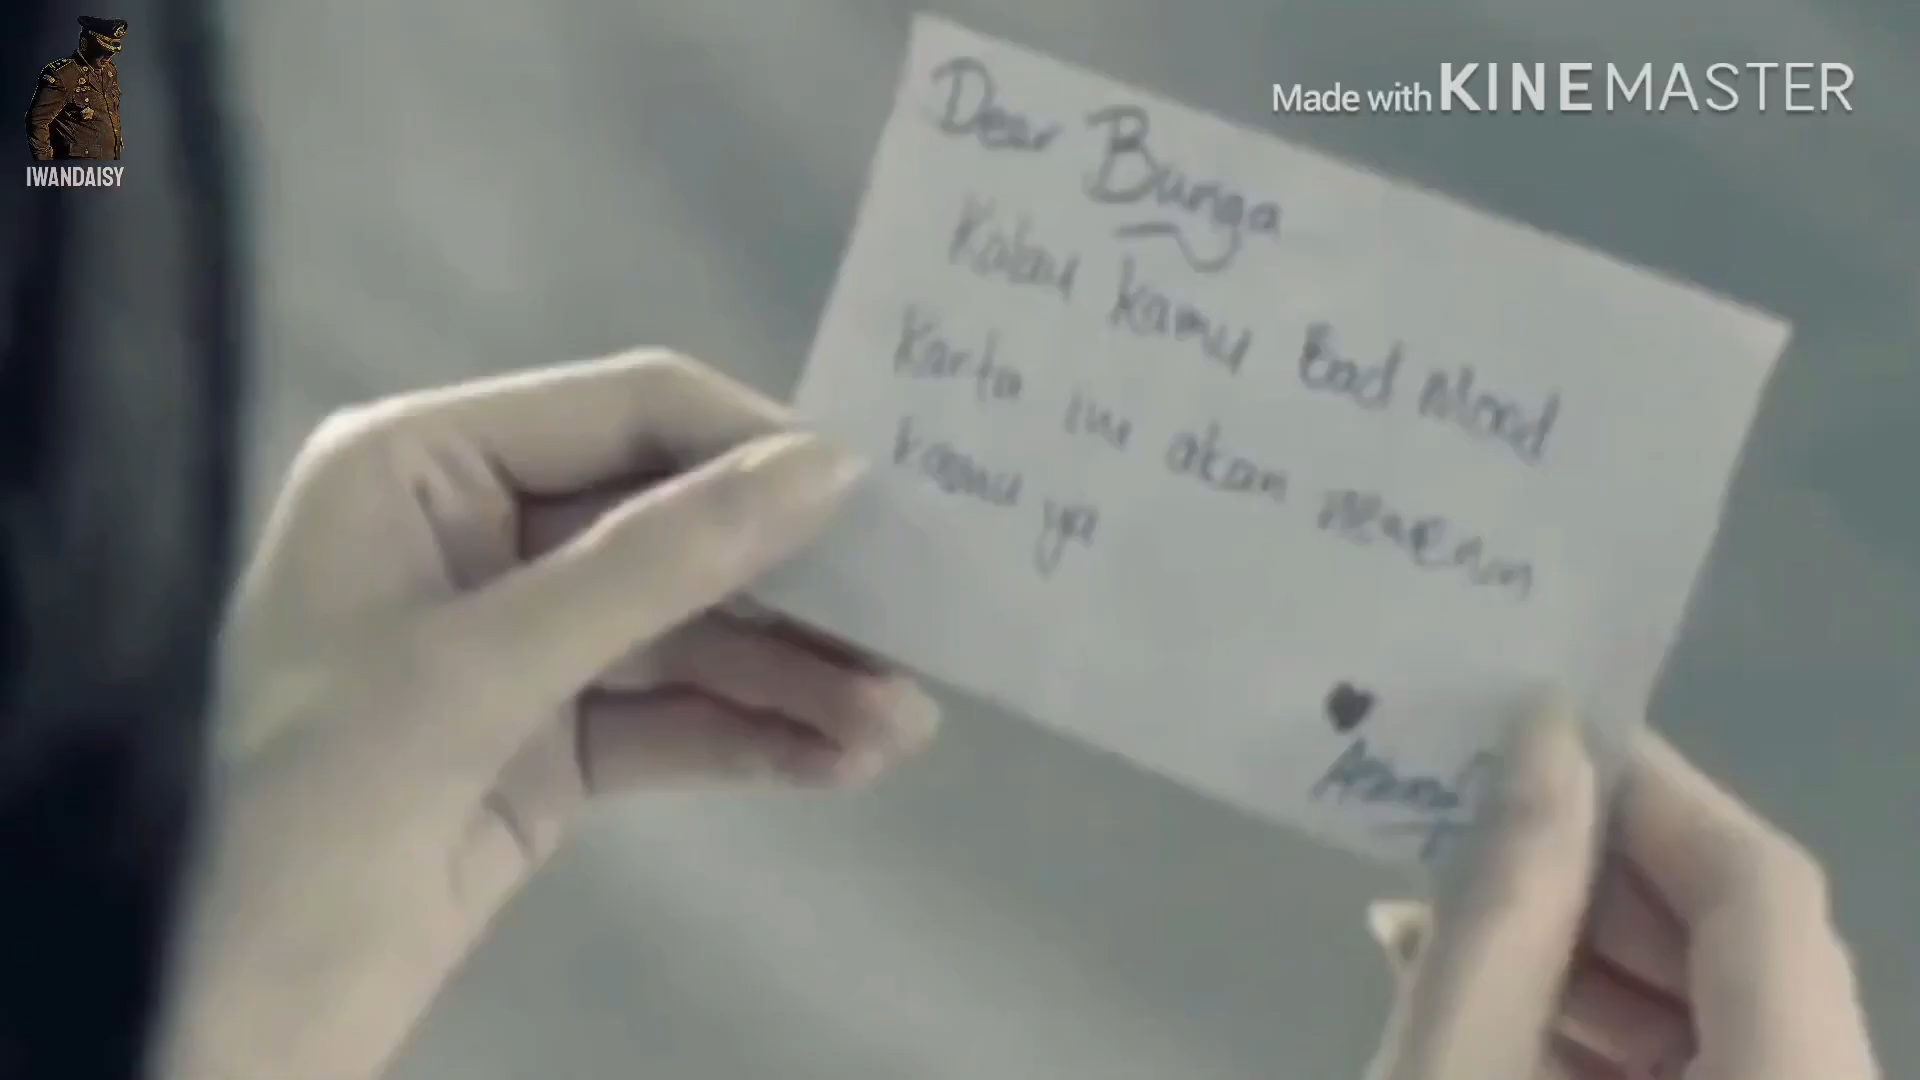 Made with KINEMASTER
IWANDAISY
Dear Bunga
Kalau kamu Bad Mood
Kartu ini akan
kamu ya